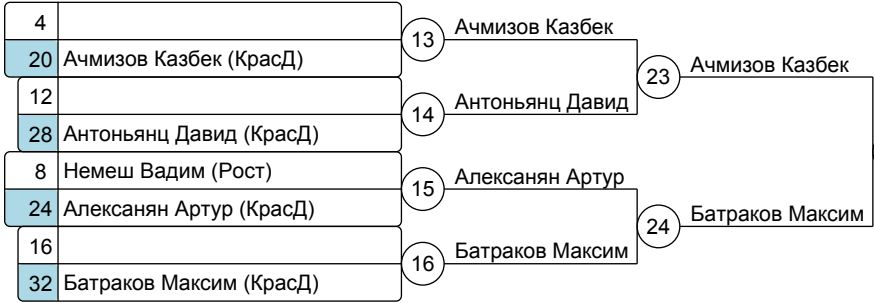 4
20 Ачмизов Казбек (КрасД)
12
28 Антоньянц Давид (КрасД)
8 Немеш Вадим (Рост)
24 Алексанян Артур (КрасД)
16
32 Батраков Максим (КрасД)
13 Ачмизов Казбек
14 Антоньянц Давид
15 Алексанян Артур
16 Батраков Максим
23 Ачмизов Казбек
24 Батраков Максим